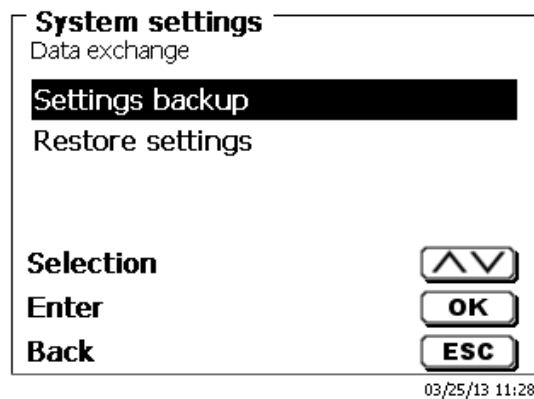 System settings
Data exchange
Settings backup
Restore settings
Selection
Enter OK
Back ESC
03/25/13 11:28